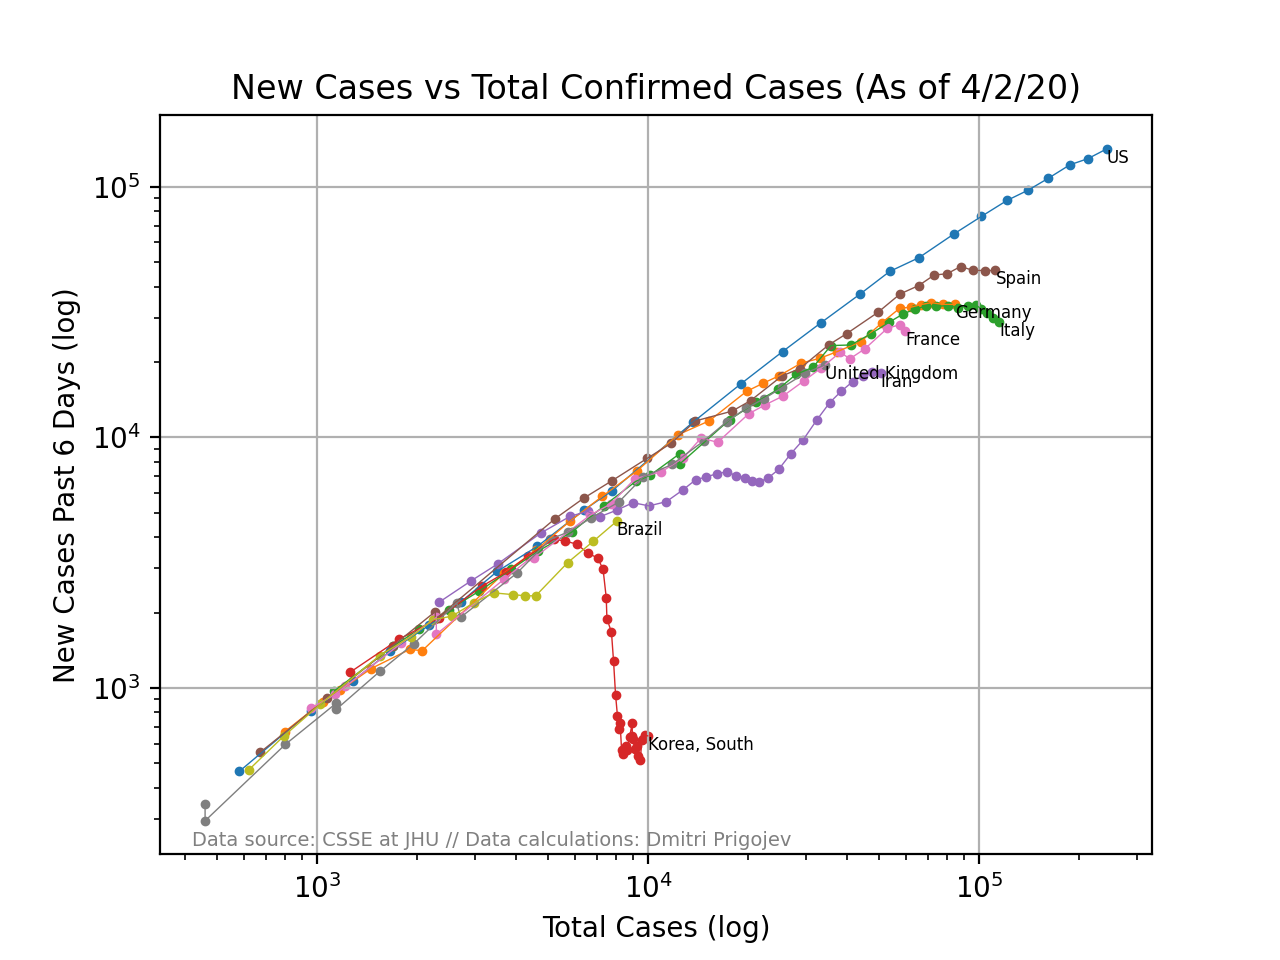 New Cases vs Total Confirmed Cases (As of 4/2/20)
New Cases Past 6 Days (log)
10⁵
10⁴
10³
US
Spain
Germany
Italy
France
United Kingdom
Iran
Brazil
Korea, South
Data source: CSSE at JHU // Data calculations: Dmitri Prigojev
10³ 10⁴ 10⁵
Total Cases (log)